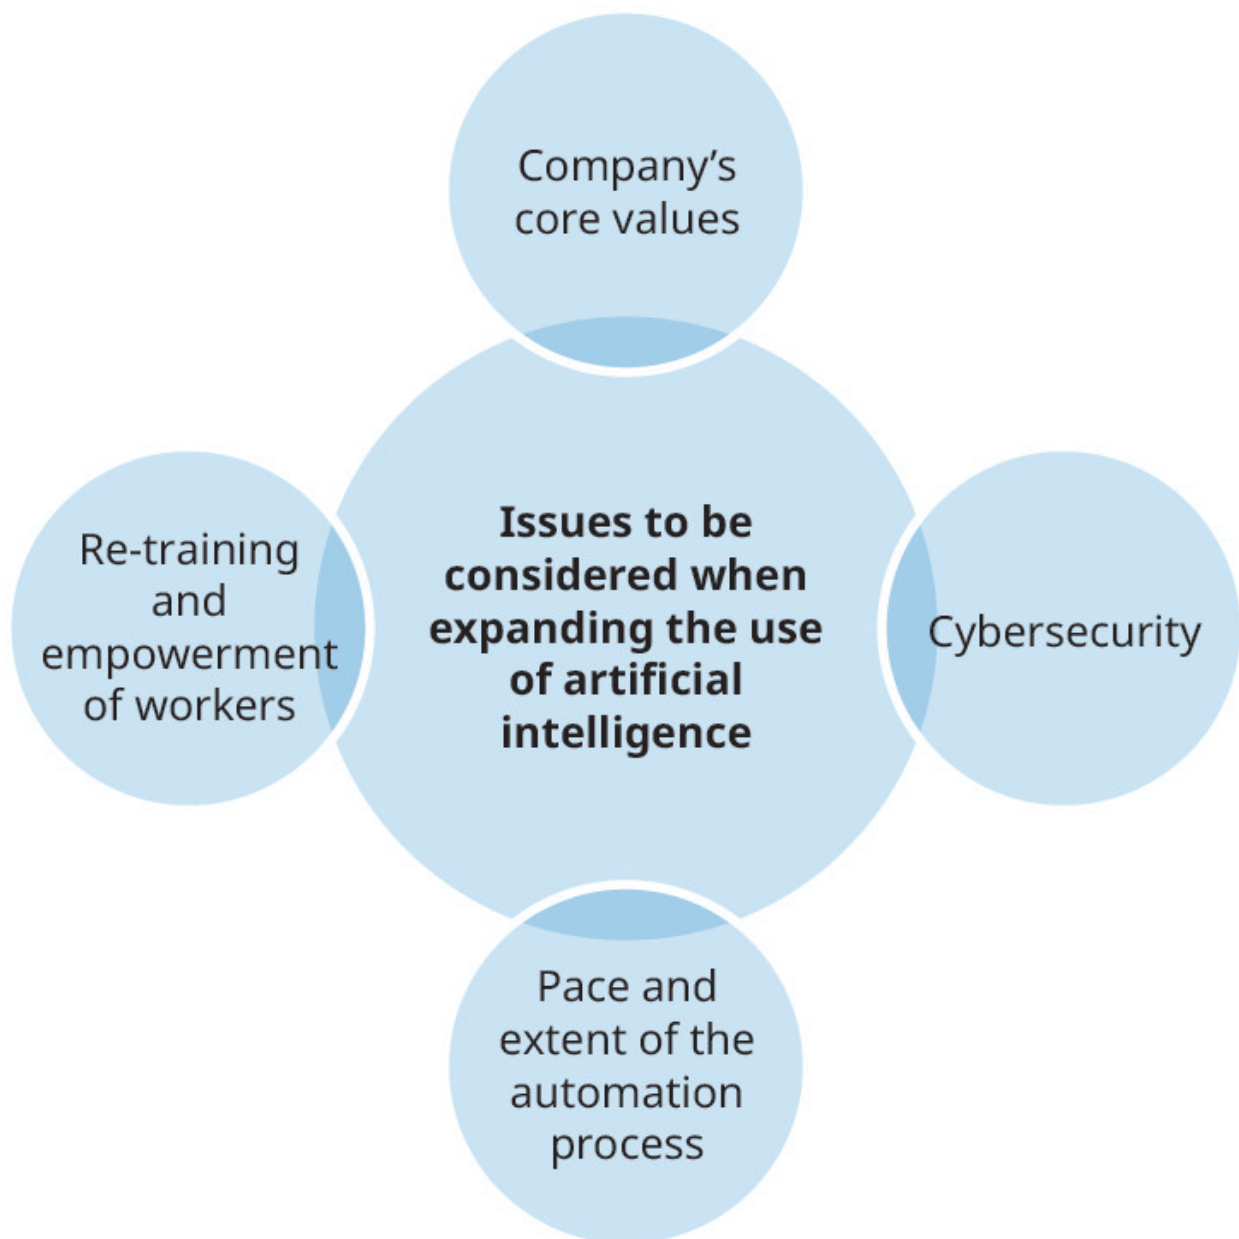 Company’s
core values
Re-training
and
empowerment
of workers
Issues to be
considered when
expanding the use
of artificial
intelligence
Cybersecurity
Pace and
extent of the
automation
process